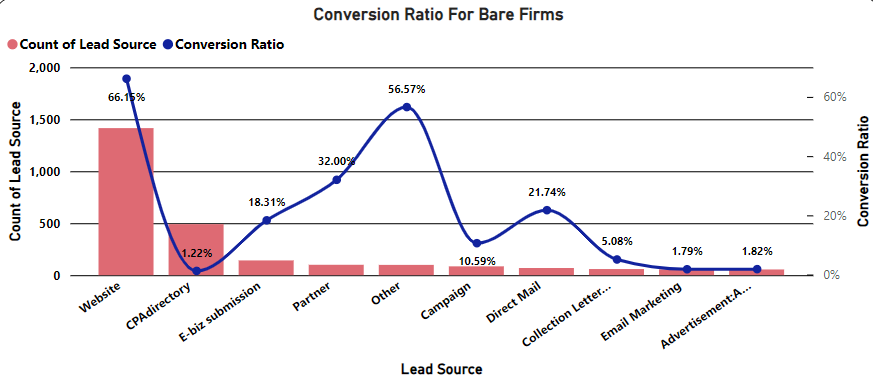 Conversion Ratio For Bare Firms
Count of Lead Source Conversion Ratio
2,000
1,500
1,000
500
0
Count of Lead Source
66.15%
1.22%
18.31%
32.00%
56.57%
10.59%
21.74%
5.08%
1.79%
1.82%
60%
40%
20%
0%
Conversion Ratio
Website
CPAdirectory
E-biz submission
Partner
Other
Campaign
Direct Mail
Collection Letter...
Email Marketing
Advertisement:A...
Lead Source